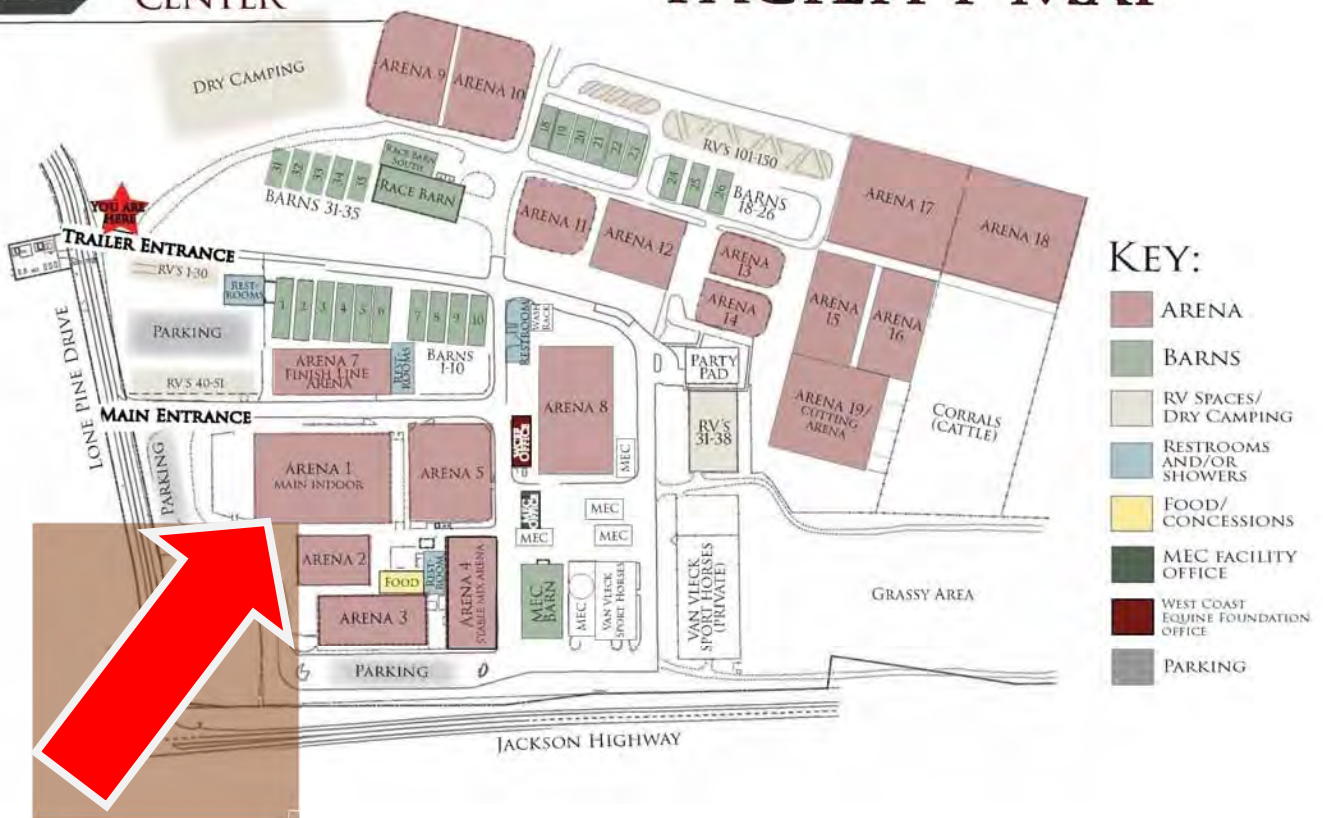 CENTER
FACILITY MAP
DRY CAMPING
ARENA 9
ARENA 10
18
19
20
21
22
23
RV'S 101-150
24
25
26
BARNS
18-26
31
32
33
34
35
BARNS 31-35
RACE BARN
SOUTH
RACE BARN
ARENA 11
ARENA 12
ARENA
13
ARENA
14
ARENA 17
ARENA 18
ARENA
15
ARENA
16
ARENA 19/
CUTTING
ARENA
CORRALS
(CATTLE)
YOU ARE
HERE
TRAILER ENTRANCE
RV'S 1-30
REST-
ROOMS
PARKING
RV'S 40-51
1
2
3
4
5
6
7
8
9
10
BARNS
1-10
ARENA 7
FINISH LINE
ARENA
REST-
ROOMS
RESTROOM
WASH
RACK
ARENA 8
PARTY
PAD
RV'S
31-38
LONE PINE DRIVE
MAIN ENTRANCE
PARKING
ARENA 1
MAIN INDOOR
ARENA 5
WCEF
OFFICE
MEC
MEC
OFFICE
MEC
MEC
MEC
ARENA 2
FOOD
REST-
ROOM
ARENA 4
STABLE MIX ARENA
ARENA 3
MEC
BARN
MEC
VAN VLECK
SPORT HORSES
VAN VLECK
SPORT HORSES
(PRIVATE)
GRASSY AREA
PARKING
JACKSON HIGHWAY
KEY:
ARENA
BARNS
RV SPACES/
DRY CAMPING
RESTROOMS
AND/OR
SHOWERS
FOOD/
CONCESSIONS
MEC FACILITY
OFFICE
WEST COAST
EQUINE FOUNDATION
OFFICE
PARKING